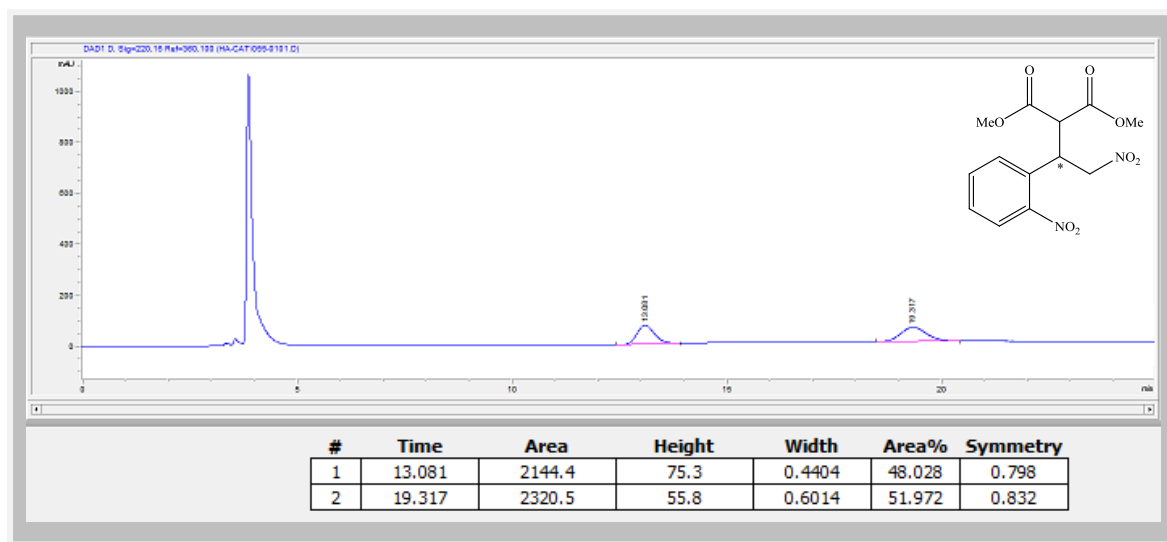 DAD1 D, Sig=220,16 Ref=360,100 (HA-CAT\055-0101.D)
mAU
1000
800
600
400
200
0
13.081
19.317
0 5 10 15 20 min
O O
MeO OMe
* NO2
NO2
# Time Area Height Width Area% Symmetry
1 13.081 2144.4 75.3 0.4404 48.028 0.798
2 19.317 2320.5 55.8 0.6014 51.972 0.832